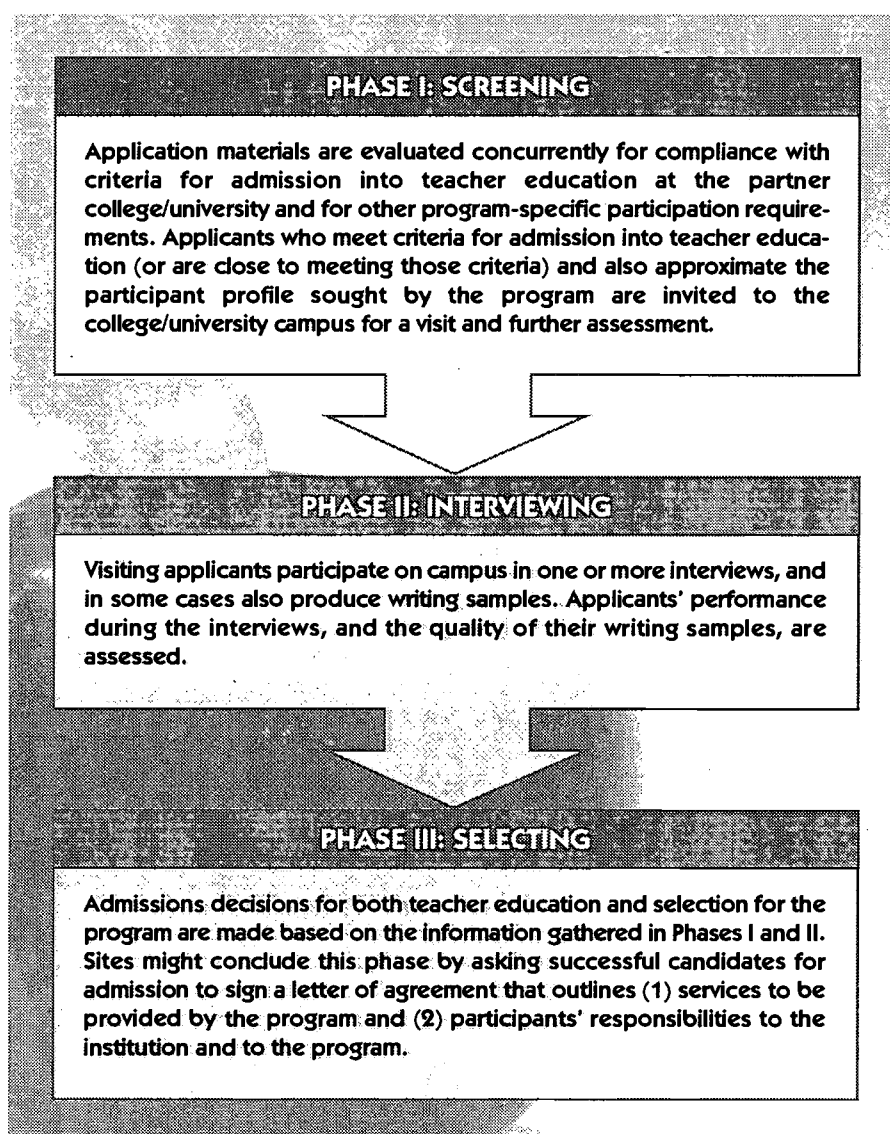 PHASE I: SCREENING
Application materials are evaluated concurrently for compliance with
criteria for admission into teacher education at the partner
college/university and for other program-specific participation require-
ments. Applicants who meet criteria for admission into teacher educa-
tion (or are close to meeting those criteria) and also approximate the
participant profile sought by the program are invited to the
college/university campus for a visit and further assessment.
PHASE II: INTERVIEWING
Visiting applicants participate on campus in one or more interviews, and
in some cases also produce writing samples. Applicants' performance
during the interviews, and the quality of their writing samples, are
assessed.
PHASE III: SELECTING
Admissions decisions for both teacher education and selection for the
program are made based on the information gathered in Phases I and II.
Sites might conclude this phase by asking successful candidates for
admission to sign a letter of agreement that outlines (1) services to be
provided by the program and (2) participants' responsibilities to the
institution and to the program.